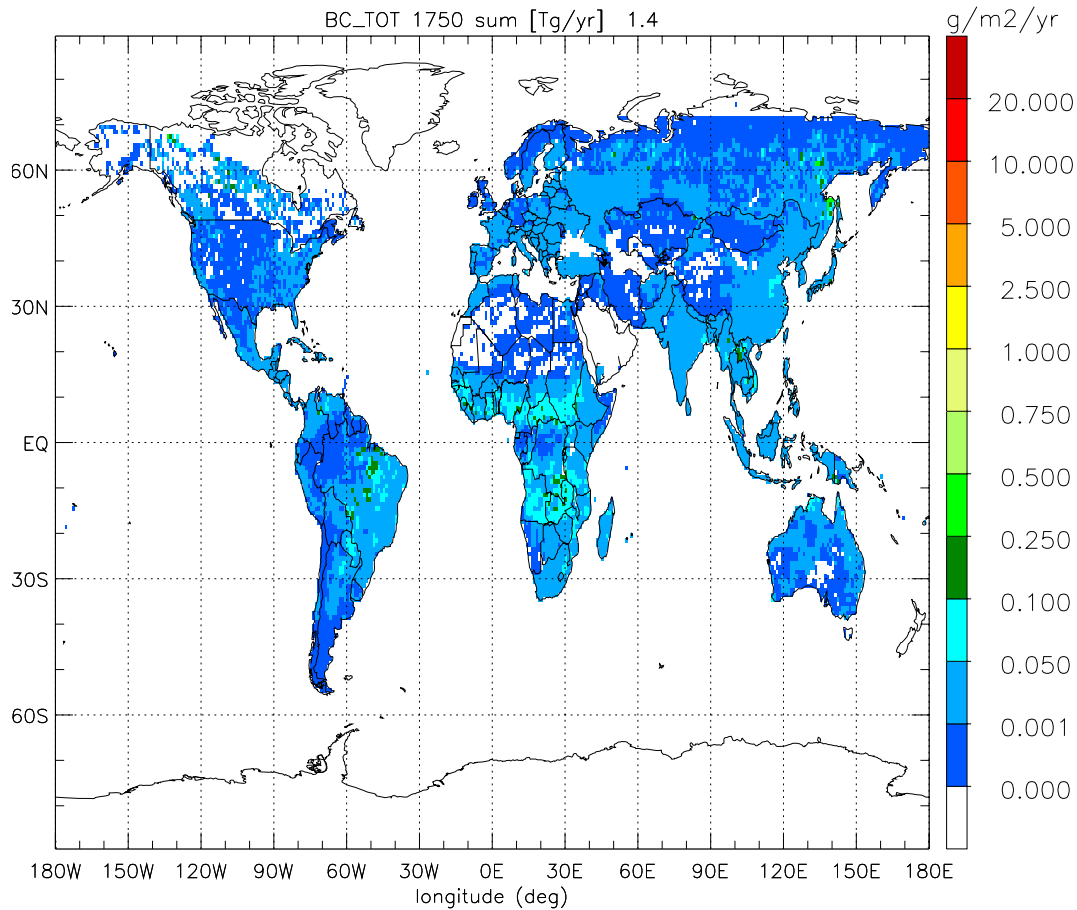 BC_TOT 1750 sum [Tg/yr] 1.4
g/m2/yr
20.000
10.000
5.000
2.500
1.000
0.750
0.500
0.250
0.100
0.050
0.001
0.000
60N
30N
EQ
30S
60S
180W 150W 120W 90W 60W 30W 0E 30E 60E 90E 120E 150E 180E
longitude (deg)